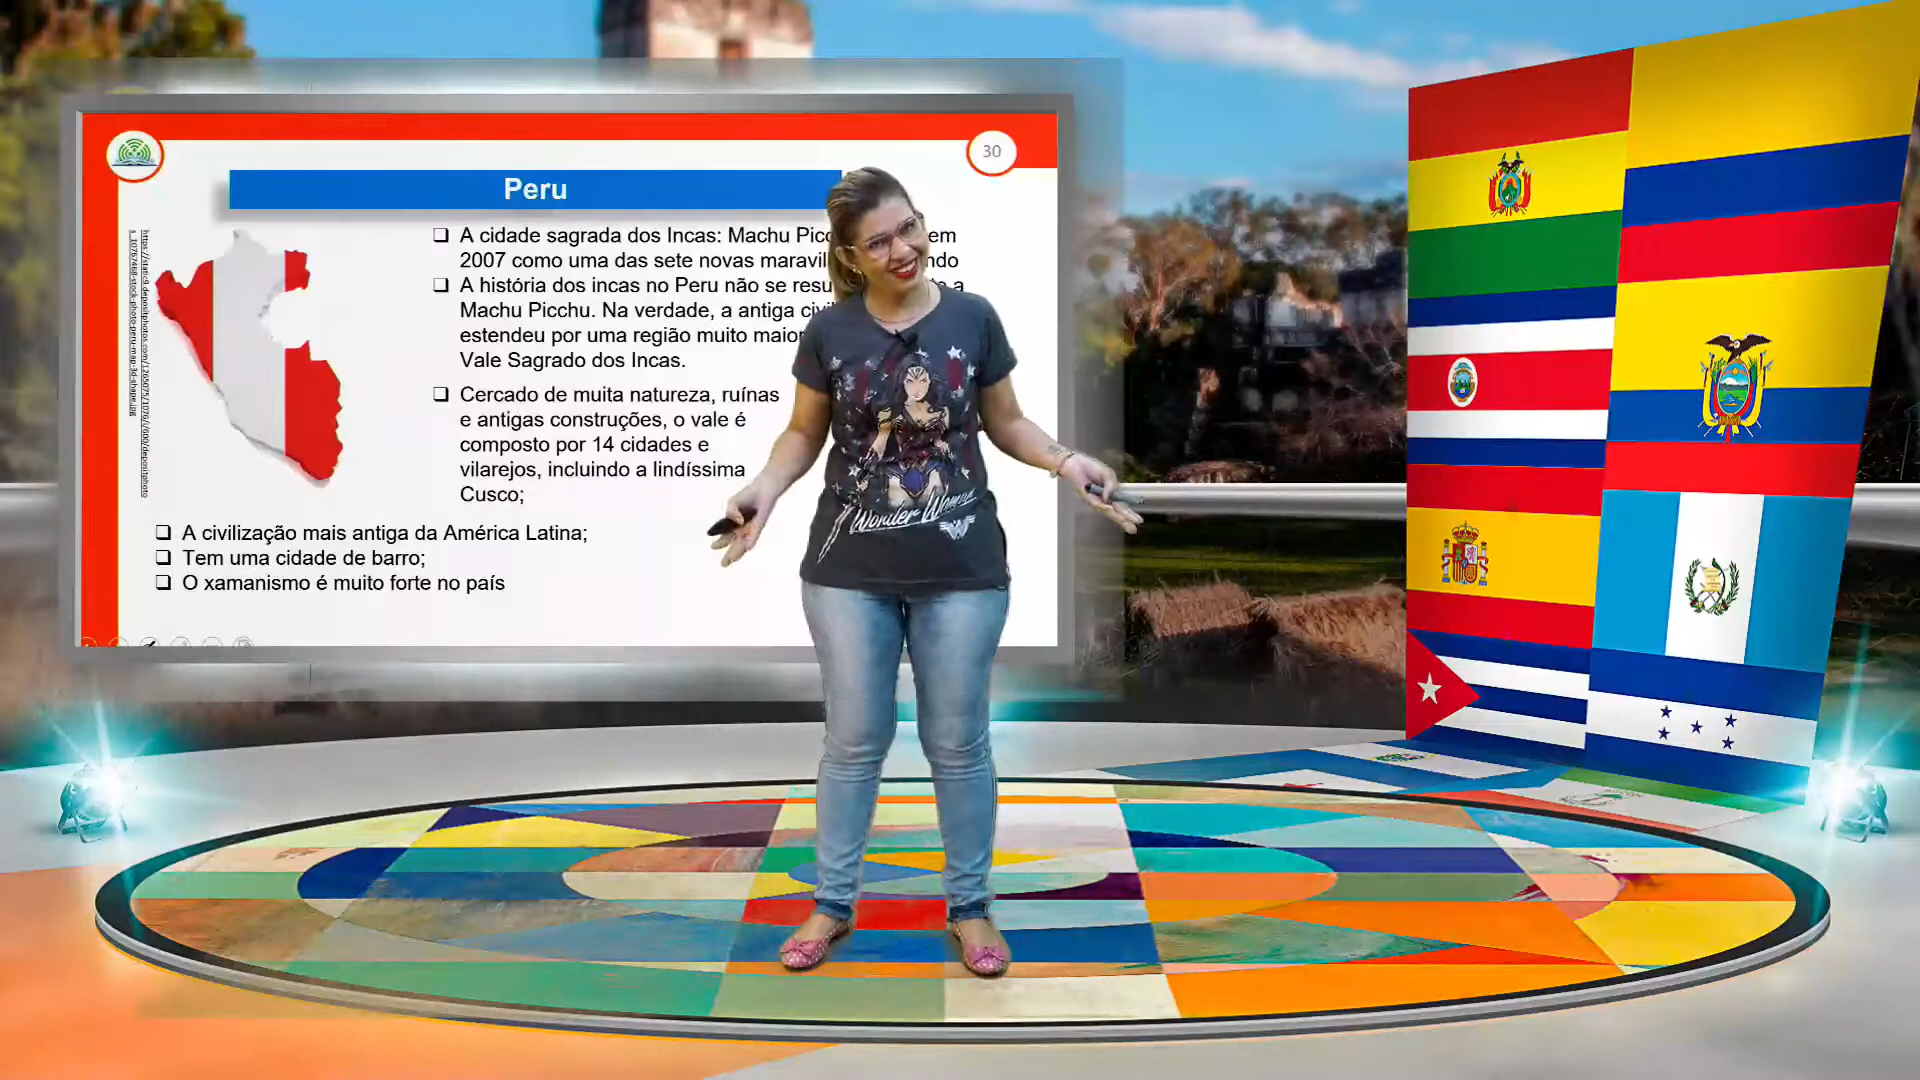 30
Peru
A cidade sagrada dos Incas: Machu Picc em
2007 como uma das sete novas maravil ndo
A história dos incas no Peru não se resu a
Machu Picchu. Na verdade, a antiga civi
estendeu por uma região muito maior
Vale Sagrado dos Incas.
Cercado de muita natureza, ruínas
e antigas construções, o vale é
composto por 14 cidades e
vilarejos, incluindo a lindíssima
Cusco;
A civilização mais antiga da América Latina;
Tem uma cidade de barro;
O xamanismo é muito forte no país
Wonder Woman